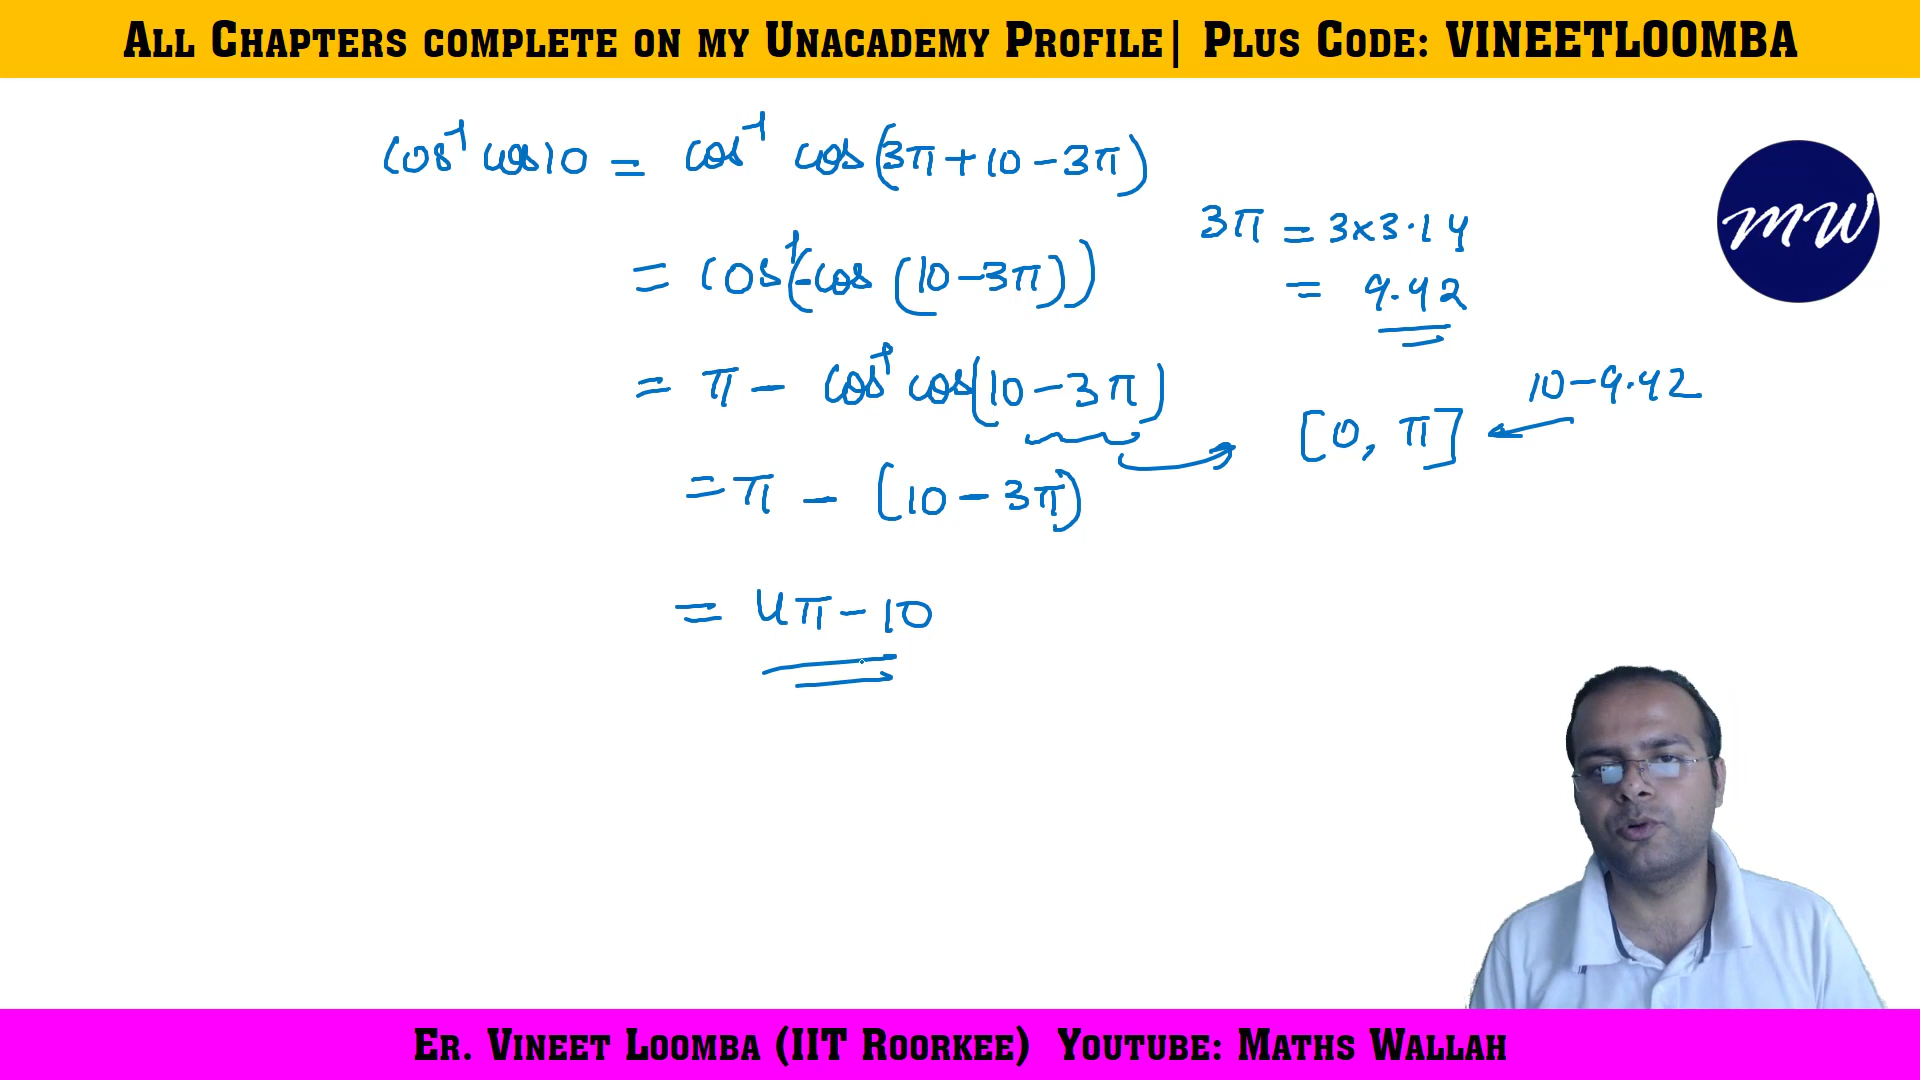 All Chapters complete on my Unacademy Profile| Plus Code: VINEETLOOMBA
cos⁻¹ cos10 = cos⁻¹ cos(3π+10-3π)
= cos⁻¹(-cos (10-3π))
= π - cos⁻¹ cos(10-3π)
= π - (10-3π)
= 4π-10
3π = 3x3.14
= 9.42
10-9.42
[0, π]
MW
Er. Vineet Loomba (IIT Roorkee) Youtube: Maths Wallah